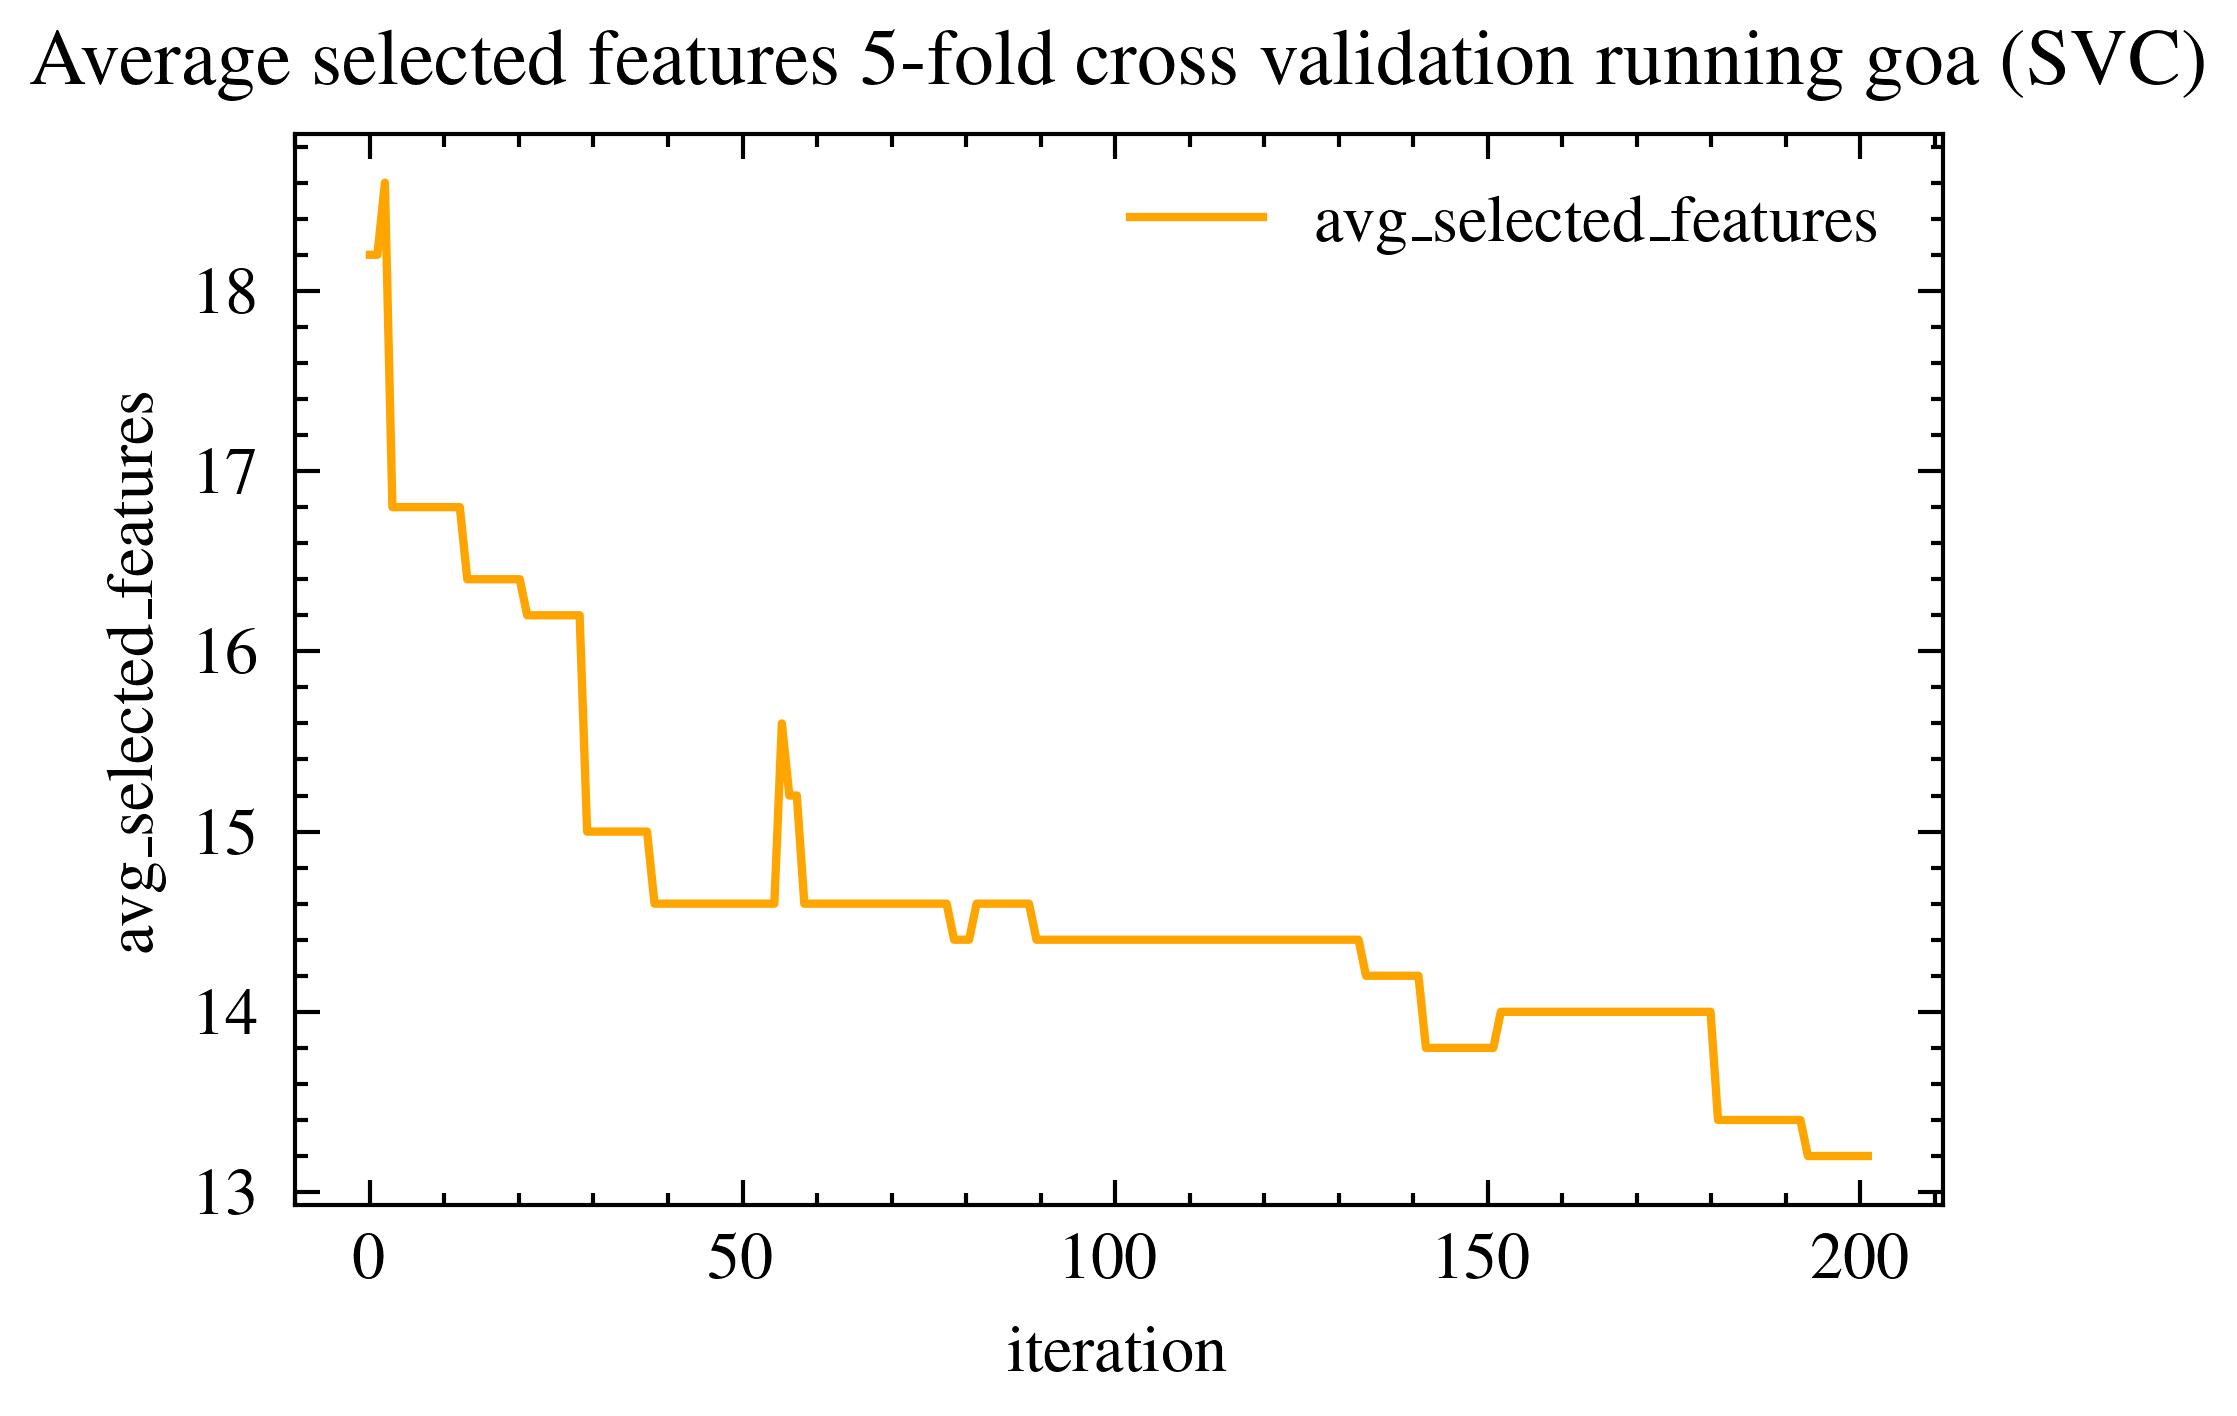 Average selected features 5-fold cross validation running goa (SVC)
avg_selected_features
avg_selected_features
18
17
16
15
14
13
0 50 100 150 200
iteration